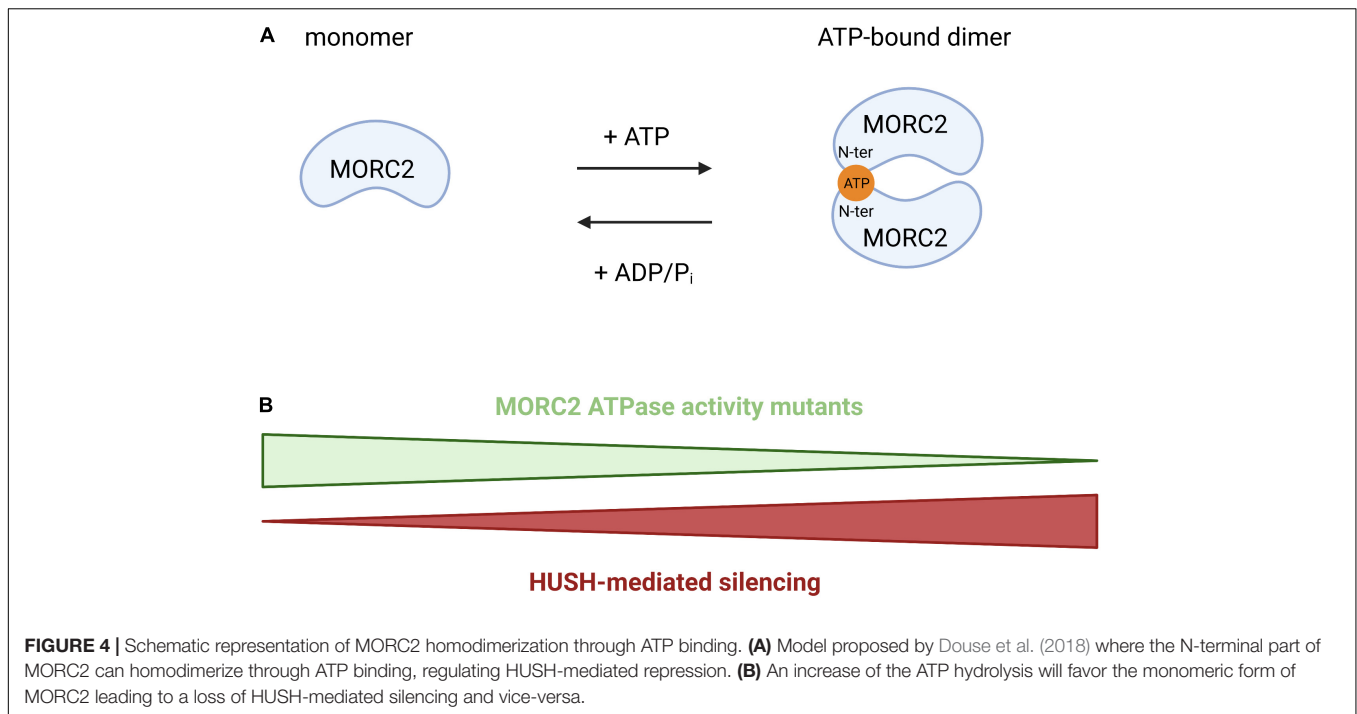 A monomer
ATP-bound dimer
MORC2
+ ATP
+ ADP/Pi
MORC2
N-ter
ATP
N-ter
MORC2
B
MORC2 ATPase activity mutants
HUSH-mediated silencing
FIGURE 4 | Schematic representation of MORC2 homodimerization through ATP binding. (A) Model proposed by Douse et al. (2018) where the N-terminal part of
MORC2 can homodimerize through ATP binding, regulating HUSH-mediated repression. (B) An increase of the ATP hydrolysis will favor the monomeric form of
MORC2 leading to a loss of HUSH-mediated silencing and vice-versa.